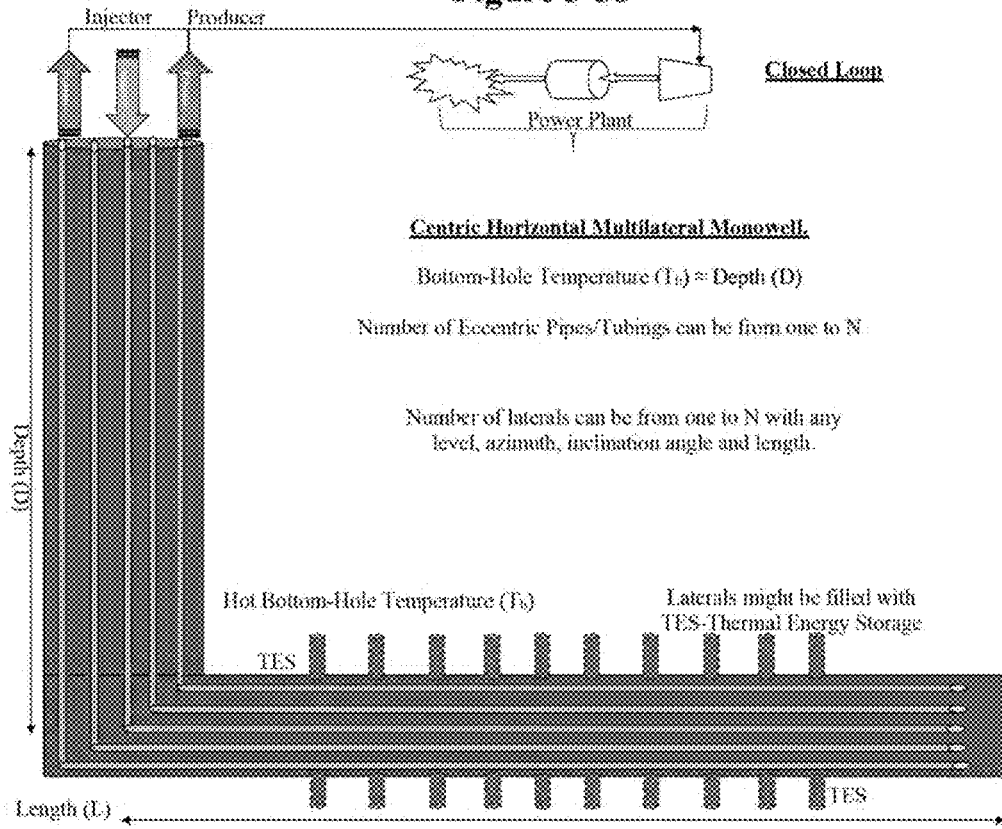 Injector Producer
Closed Loop
Power Plant
Centric Horizontal Multilateral Monowell.
Bottom-Hole Temperature (Tₕ) ≈ Depth (D)
Number of Eccentric Pipes/Tubings can be from one to N
Number of laterals can be from one to N with any
level, azimuth, inclination angle and length.
Depth (D)
Hot Bottom-Hole Temperature (Tₕ)
Laterals might be filled with
TES-Thermal Energy Storage
TES
TES
Length (L)